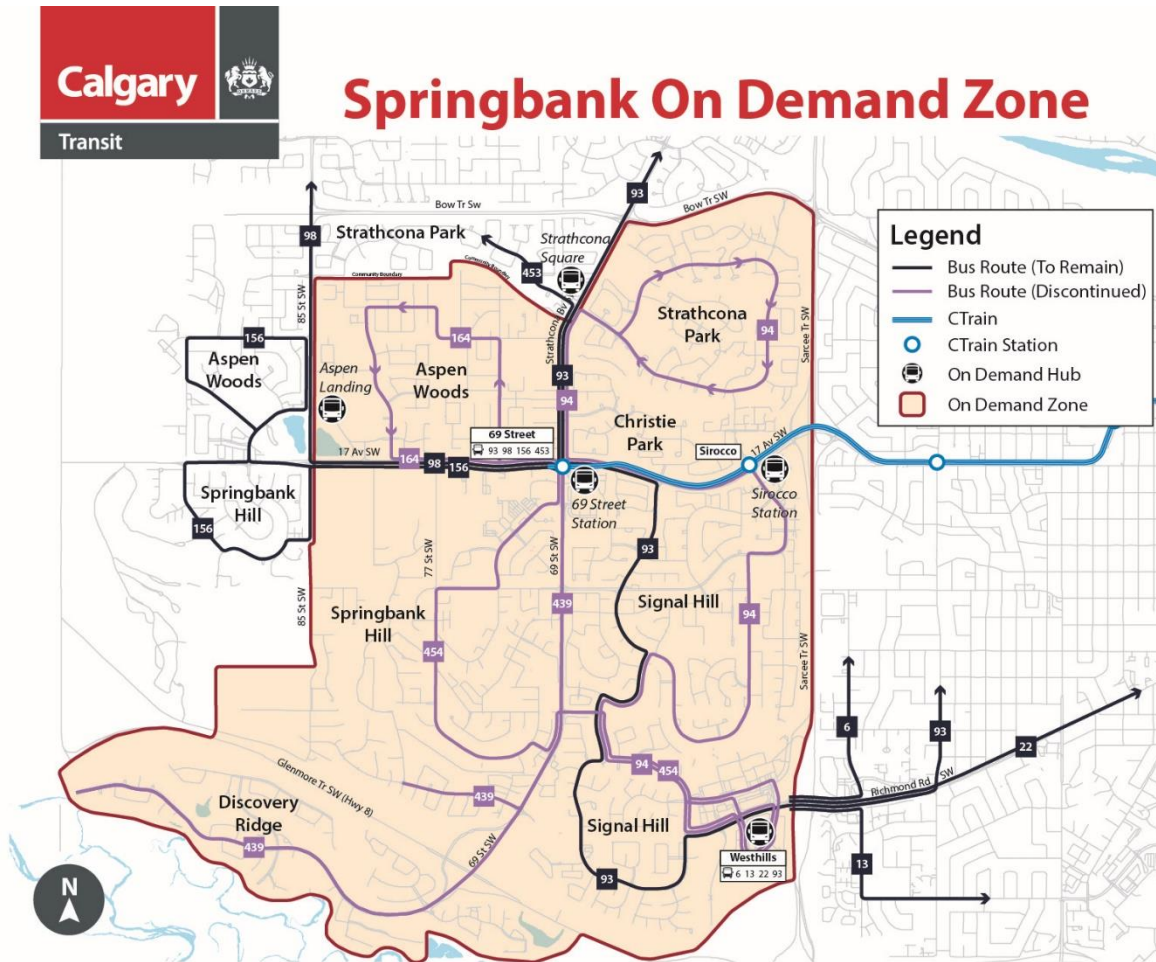 Calgary
Transit
Springbank On Demand Zone
Legend
Bus Route (To Remain)
Bus Route (Discontinued)
CTrain
CTrain Station
On Demand Hub
On Demand Zone
93
Bow Tr SW
Bow Tr Sw
98
Strathcona Park
Strathcona
Square
453
Community Boundary
Community Boundary
85 St SW
Strathcona Bv
94
Strathcona
Park
Sarcee Tr SW
156
Aspen
Woods
164
Aspen
Landing
Aspen
Woods
93
94
94
Christie
Park
69 Street
93 98 156 453
17 Av SW
Sirocco
17 Av SW
164
98
156
Springbank
Hill
156
69 Street
Station
Sirocco
Station
93
77 St SW
69 St SW
85 St SW
439
Signal Hill
94
Springbank
Hill
454
Sarcee Tr SW
6
93
22
Glenmore Tr SW (Hwy 8)
94
454
Richmond Rd SW
439
Discovery
Ridge
439
69 St SW
Signal Hill
Westhills
6 13 22 93
93
13
N